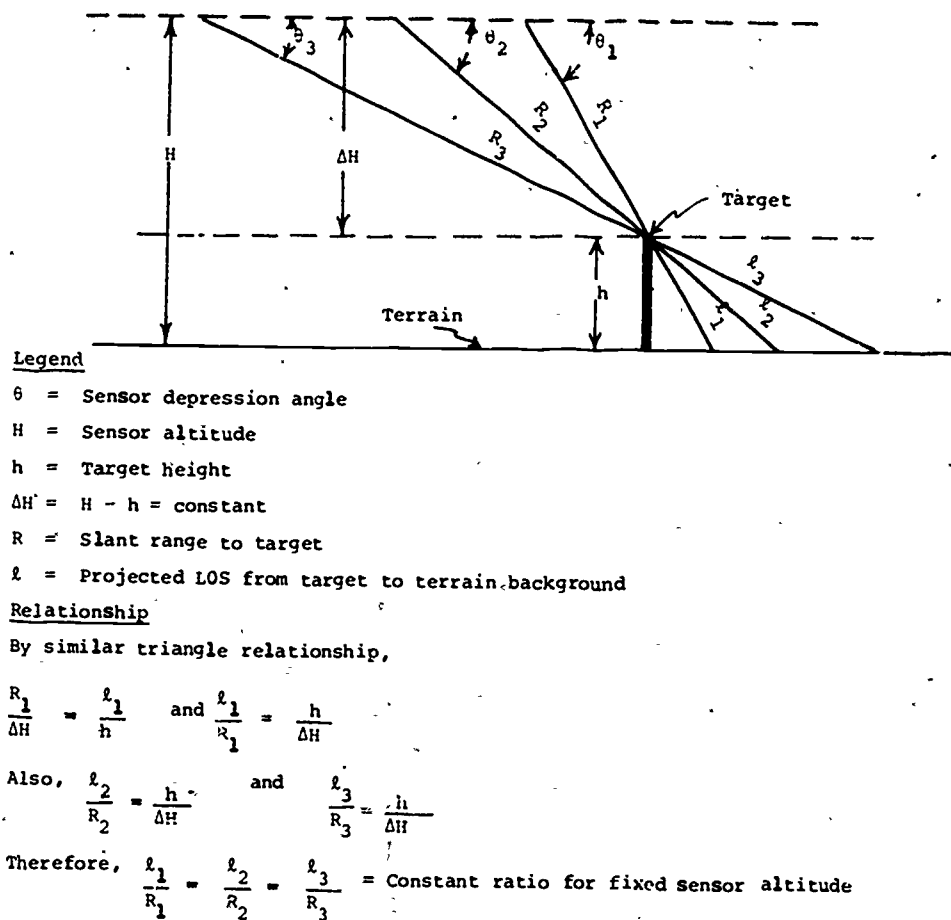 θ3 θ2 θ1
R1
R2
R3
H ΔH
Target
h
ℓ3
ℓ2
ℓ1
Terrain
Legend
θ = Sensor depression angle
H = Sensor altitude
h = Target height
ΔH = H - h = constant
R = Slant range to target
ℓ = Projected LOS from target to terrain background
Relationship
By similar triangle relationship,
R1/ΔH = ℓ1/h and ℓ1/R1 = h/ΔH
Also, ℓ2/R2 = h/ΔH and ℓ3/R3 = h/ΔH
Therefore, ℓ1/R1 = ℓ2/R2 = ℓ3/R3 = Constant ratio for fixed sensor altitude